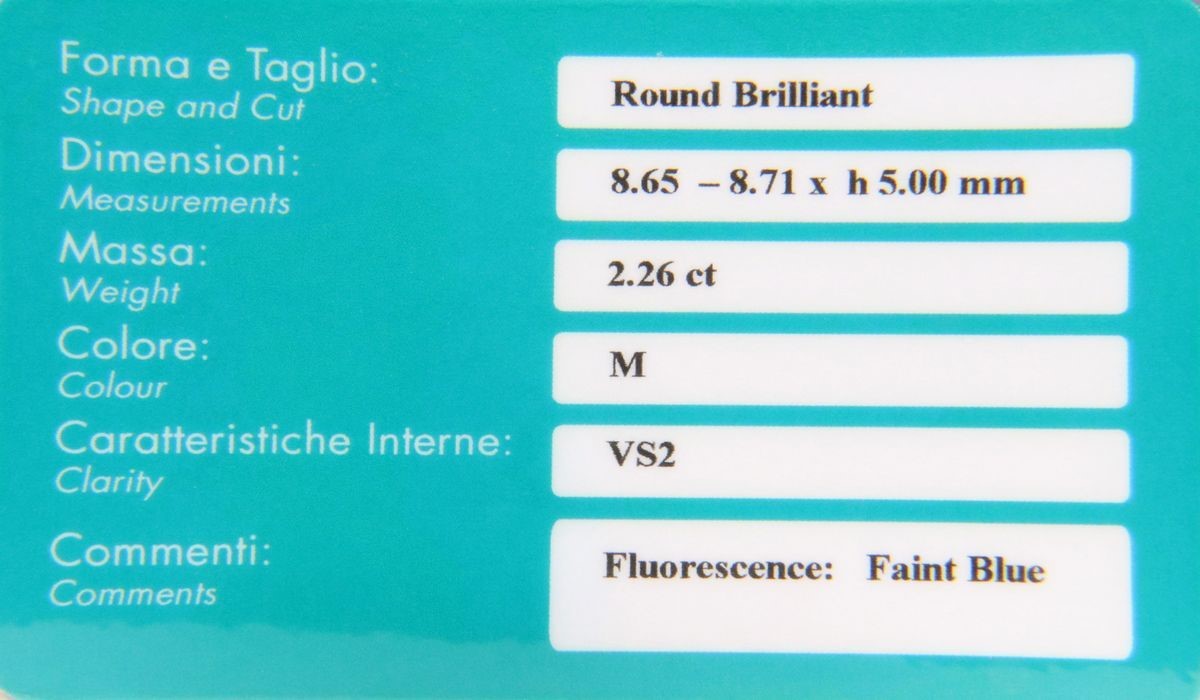 Forma e Taglio:
Shape and Cut
Round Brilliant
Dimensioni:
Measurements
8.65 – 8.71 x h 5.00 mm
Massa:
Weight
2.26 ct
Colore:
Colour
M
Caratteristiche Interne:
Clarity
VS2
Commenti:
Comments
Fluorescence: Faint Blue